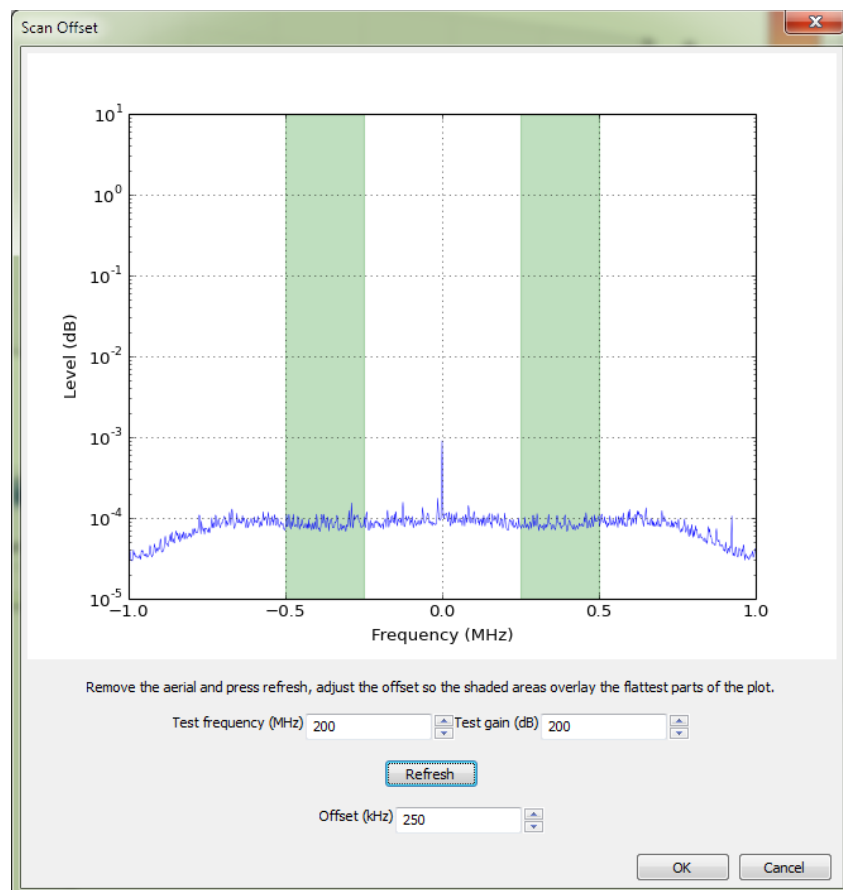 Scan Offset
x
10^1
10^0
10^-1
10^-2
10^-3
10^-4
10^-5
Level (dB)
−1.0 −0.5 0.0 0.5 1.0
Frequency (MHz)
Remove the aerial and press refresh, adjust the offset so the shaded areas overlay the flattest parts of the plot.
Test frequency (MHz) 200 Test gain (dB) 200
Refresh
Offset (kHz) 250
OK Cancel